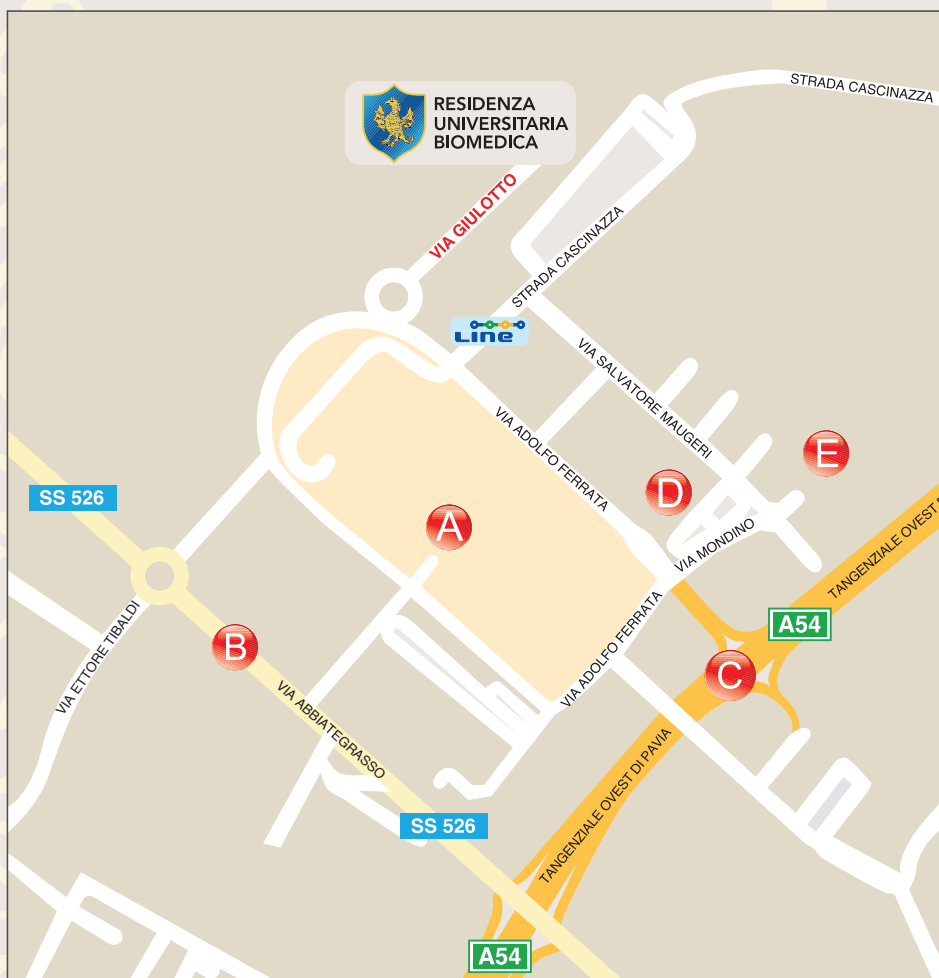 STRADA CASCINAZZA
RESIDENZA
UNIVERSITARIA
BIOMEDICA
VIA GIULOTTO
STRADA CASCINAZZA
Line
VIA SALVATORE MAUGERI
VIA ADOLFO FERRATA
E
D
SS 526
A
VIA MONDINO
TANGENZIALE OVEST
A54
VIA ETTORE TIBALDI
B
VIA ADOLFO FERRATA
C
VIA ABBIATEGRASSO
TANGENZIALE OVEST DI PAVIA
SS 526
A54